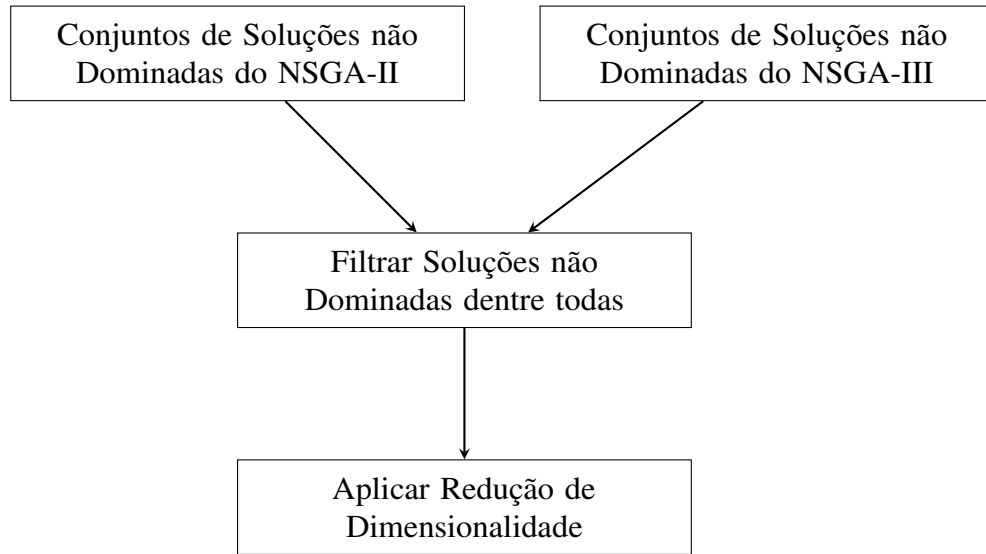 Conjuntos de Soluções não
Dominadas do NSGA-II
Conjuntos de Soluções não
Dominadas do NSGA-III
Filtrar Soluções não
Dominadas dentre todas
Aplicar Redução de
Dimensionalidade